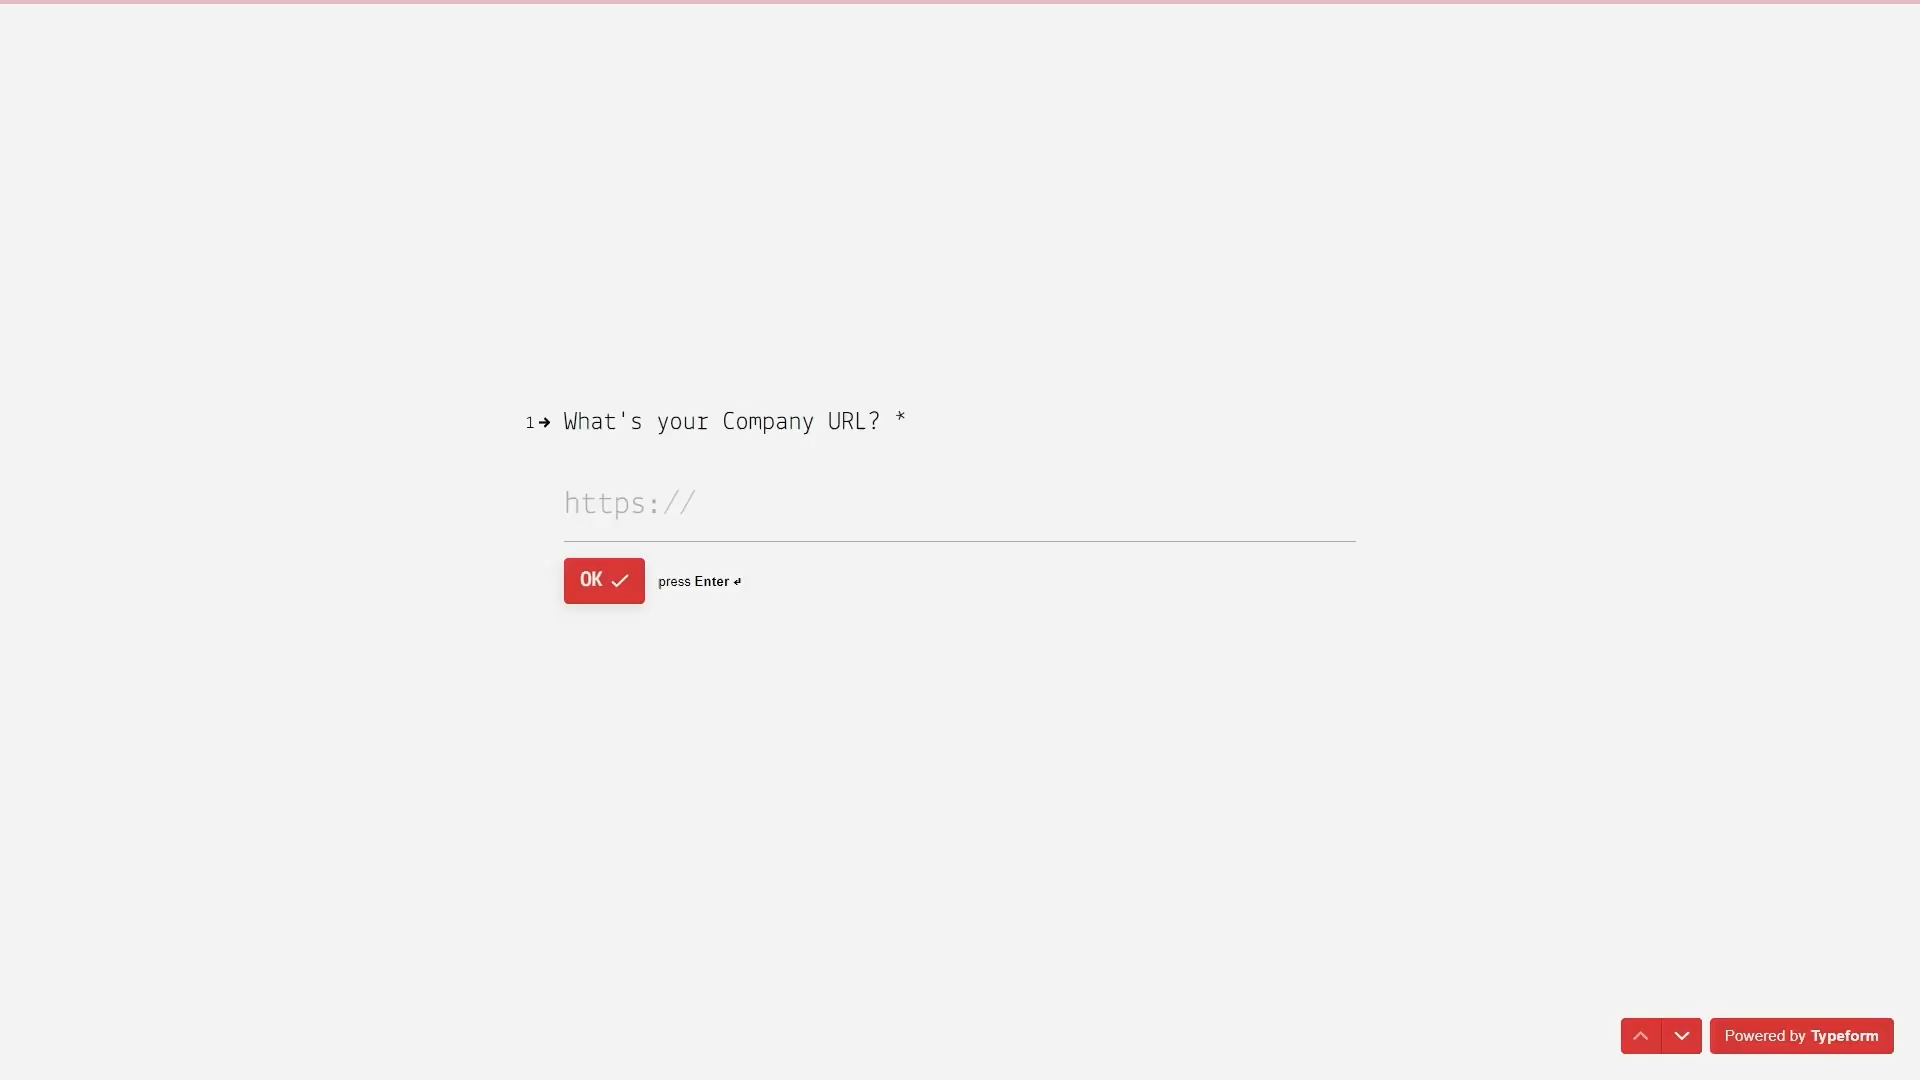 1 What's your Company URL? *
https://
OK
press Enter ↵
Powered by Typeform